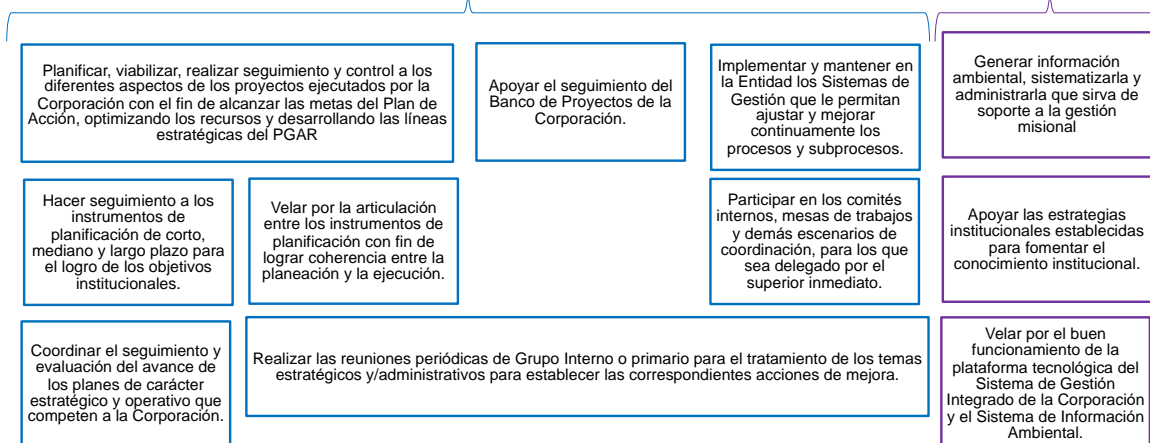 Planificar, viabilizar, realizar seguimiento y control a los
diferentes aspectos de los proyectos ejecutados por la
Corporación con el fin de alcanzar las metas del Plan de
Acción, optimizando los recursos y desarrollando las líneas
estratégicas del PGAR
Apoyar el seguimiento del
Banco de Proyectos de la
Corporación.
Implementar y mantener en
la Entidad los Sistemas de
Gestión que le permitan
ajustar y mejorar
continuamente los
procesos y subprocesos.
Generar información
ambiental, sistematizarla y
administrarla que sirva de
soporte a la gestión
misional
Hacer seguimiento a los
instrumentos de
planificación de corto,
mediano y largo plazo para
el logro de los objetivos
institucionales.
Velar por la articulación
entre los instrumentos de
planificación con fin de
lograr coherencia entre la
planeación y la ejecución.
Participar en los comités
internos, mesas de trabajos
y demás escenarios de
coordinación, para los que
sea delegado por el
superior inmediato.
Apoyar las estrategias
institucionales establecidas
para fomentar el
conocimiento institucional.
Coordinar el seguimiento y
evaluación del avance de
los planes de carácter
estratégico y operativo que
competen a la Corporación.
Realizar las reuniones periódicas de Grupo Interno o primario para el tratamiento de los temas
estratégicos y/administrativos para establecer las correspondientes acciones de mejora.
Velar por el buen
funcionamiento de la
plataforma tecnológica del
Sistema de Gestión
Integrado de la Corporación
y el Sistema de Información
Ambiental.